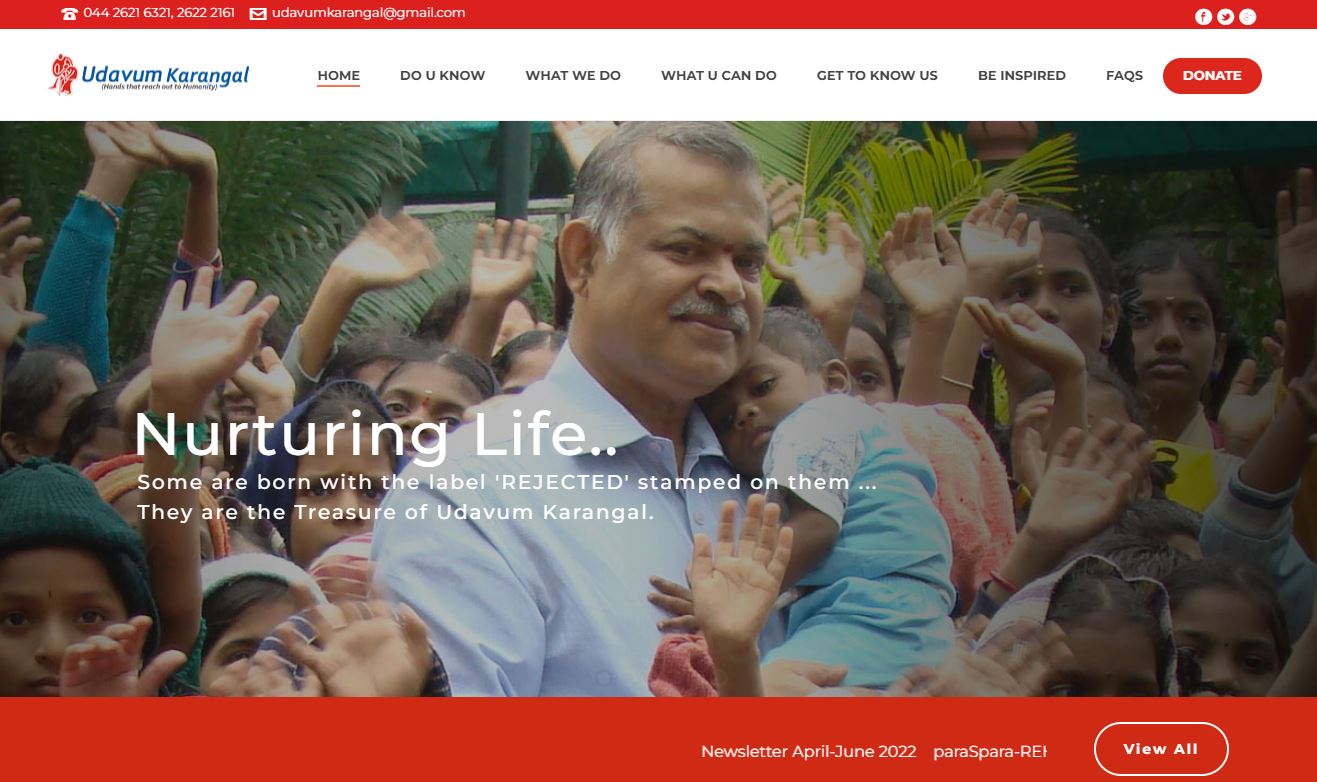 044 2621 6321, 2622 2161 udavumkarangal@gmail.com
Udavum Karangal
(Hands that reach out to Humanity)
HOME DO U KNOW WHAT WE DO WHAT U CAN DO GET TO KNOW US BE INSPIRED FAQS DONATE
Nurturing Life..
Some are born with the label 'REJECTED' stamped on them ...
They are the Treasure of Udavum Karangal.
Newsletter April-June 2022 paraSpara-RE View All